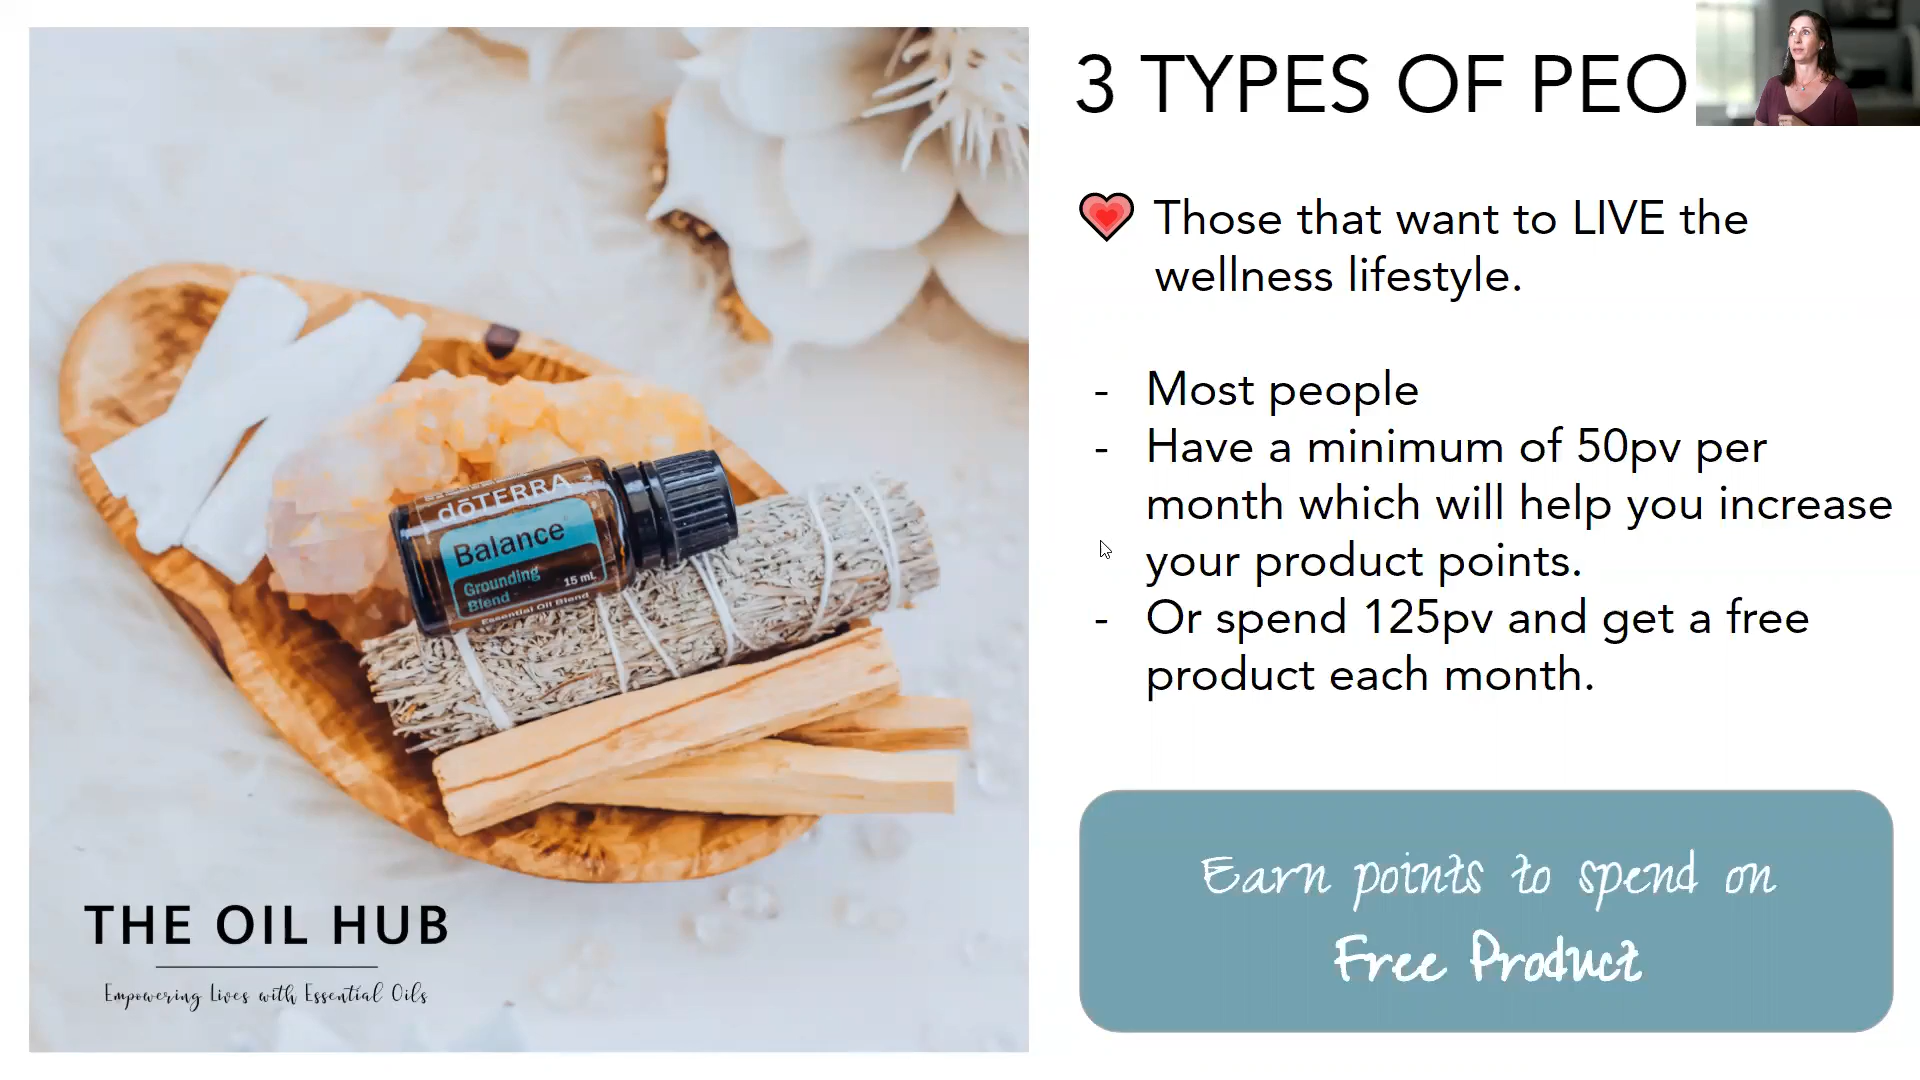 3 TYPES OF PEO
Those that want to LIVE the
wellness lifestyle.
- Most people
- Have a minimum of 50pv per
month which will help you increase
your product points.
- Or spend 125pv and get a free
product each month.
Earn points to spend on
Free Product
dōTERRA
Balance
Grounding
Blend
15 mL
Essential Oil Blend
THE OIL HUB
Empowering Lives with Essential Oils